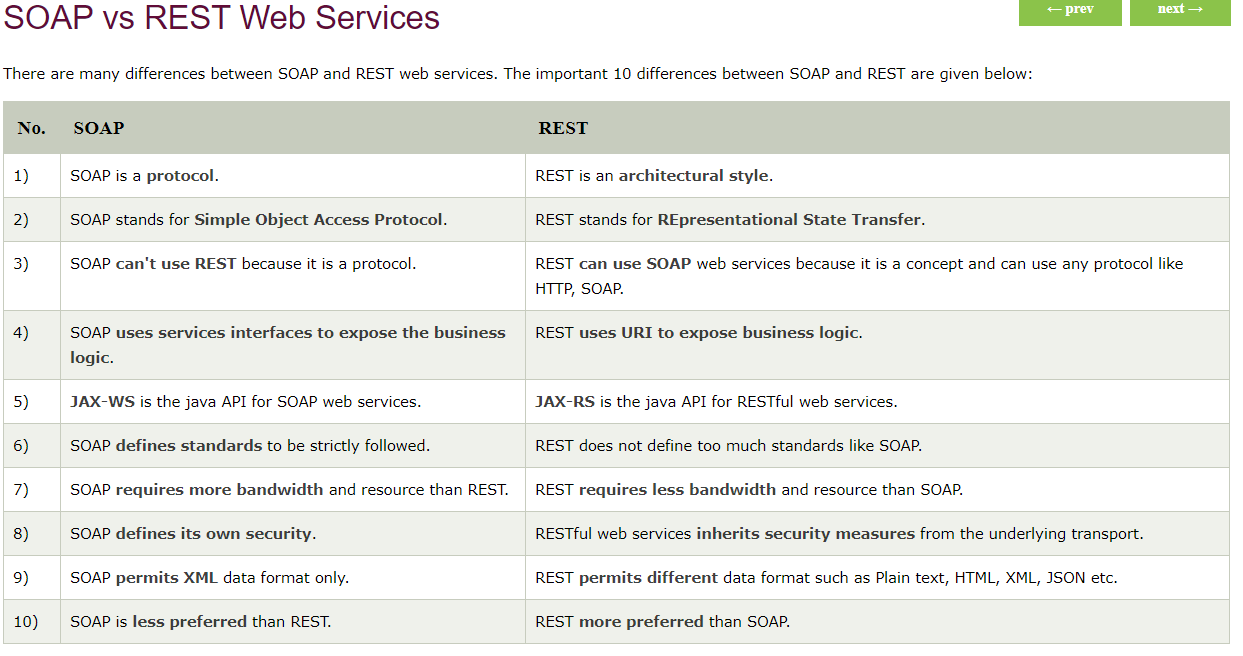 SOAP vs REST Web Services
← prev
next →
There are many differences between SOAP and REST web services. The important 10 differences between SOAP and REST are given below:
No. SOAP REST
1) SOAP is a protocol. REST is an architectural style.
2) SOAP stands for Simple Object Access Protocol. REST stands for REpresentational State Transfer.
3) SOAP can't use REST because it is a protocol. REST can use SOAP web services because it is a concept and can use any protocol like
HTTP, SOAP.
4) SOAP uses services interfaces to expose the business
logic. REST uses URI to expose business logic.
5) JAX-WS is the java API for SOAP web services. JAX-RS is the java API for RESTful web services.
6) SOAP defines standards to be strictly followed. REST does not define too much standards like SOAP.
7) SOAP requires more bandwidth and resource than REST. REST requires less bandwidth and resource than SOAP.
8) SOAP defines its own security. RESTful web services inherits security measures from the underlying transport.
9) SOAP permits XML data format only. REST permits different data format such as Plain text, HTML, XML, JSON etc.
10) SOAP is less preferred than REST. REST more preferred than SOAP.